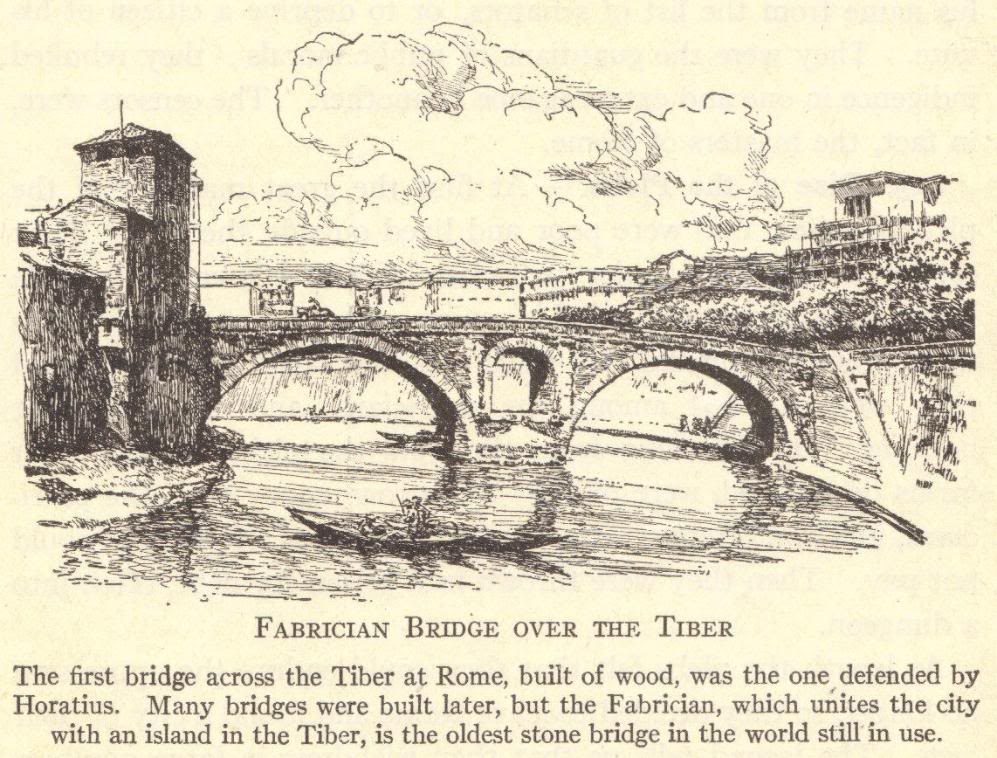 FABRICIAN BRIDGE OVER THE TIBER
The first bridge across the Tiber at Rome, built of wood, was the one defended by
Horatius. Many bridges were built later, but the Fabrician, which unites the city
with an island in the Tiber, is the oldest stone bridge in the world still in use.